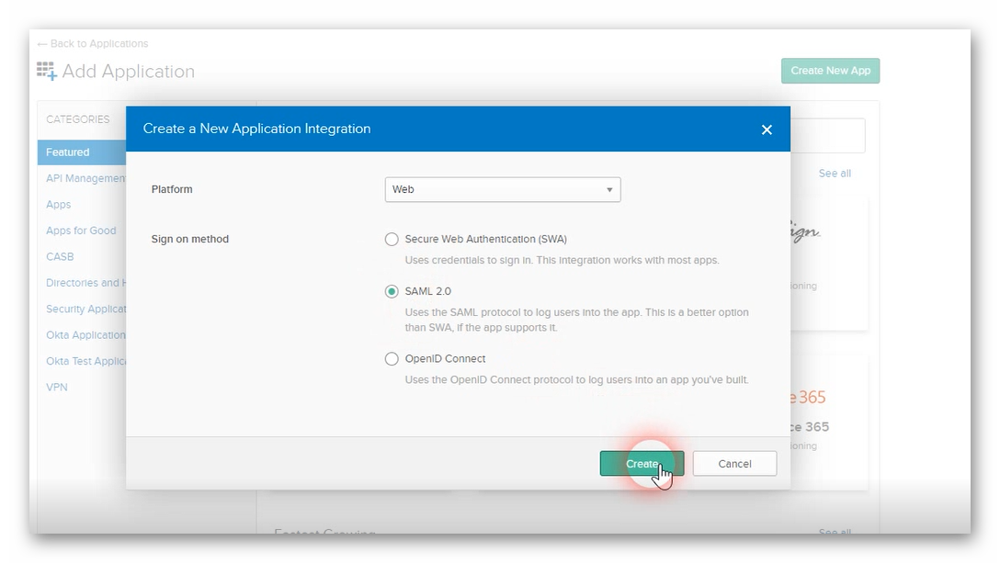 ← Back to Applications
Add Application
Create New App
CATEGORIES
Featured
API Managemen
Apps
Apps for Good
CASB
Directories and H
Security Applicat
Okta Application
Okta Test Applica
VPN
See all
Create a New Application Integration
Platform
Web
Sign on method
Secure Web Authentication (SWA)
Uses credentials to sign in. This integration works with most apps.
SAML 2.0
Uses the SAML protocol to log users into the app. This is a better option
than SWA, if the app supports it.
OpenID Connect
Uses the OpenID Connect protocol to log users into an app you've built.
Create
Cancel
ign.
ioning
e 365
ce 365
ioning
Fastest Growing
See all